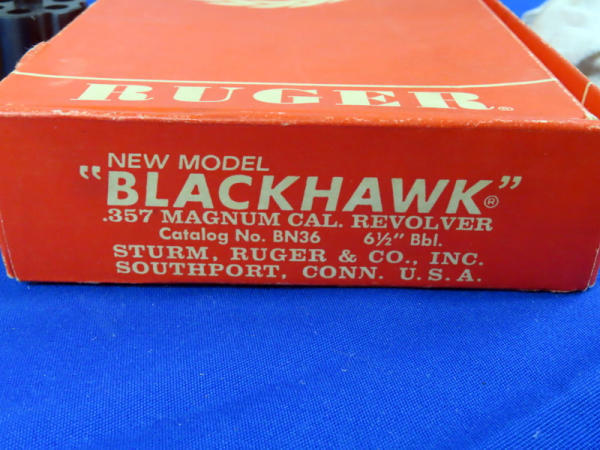 RUGER®
NEW MODEL
"BLACKHAWK"®
.357 MAGNUM CAL. REVOLVER
Catalog No. BN36 6½" Bbl.
STURM, RUGER & CO., INC.
SOUTHPORT, CONN. U.S.A.